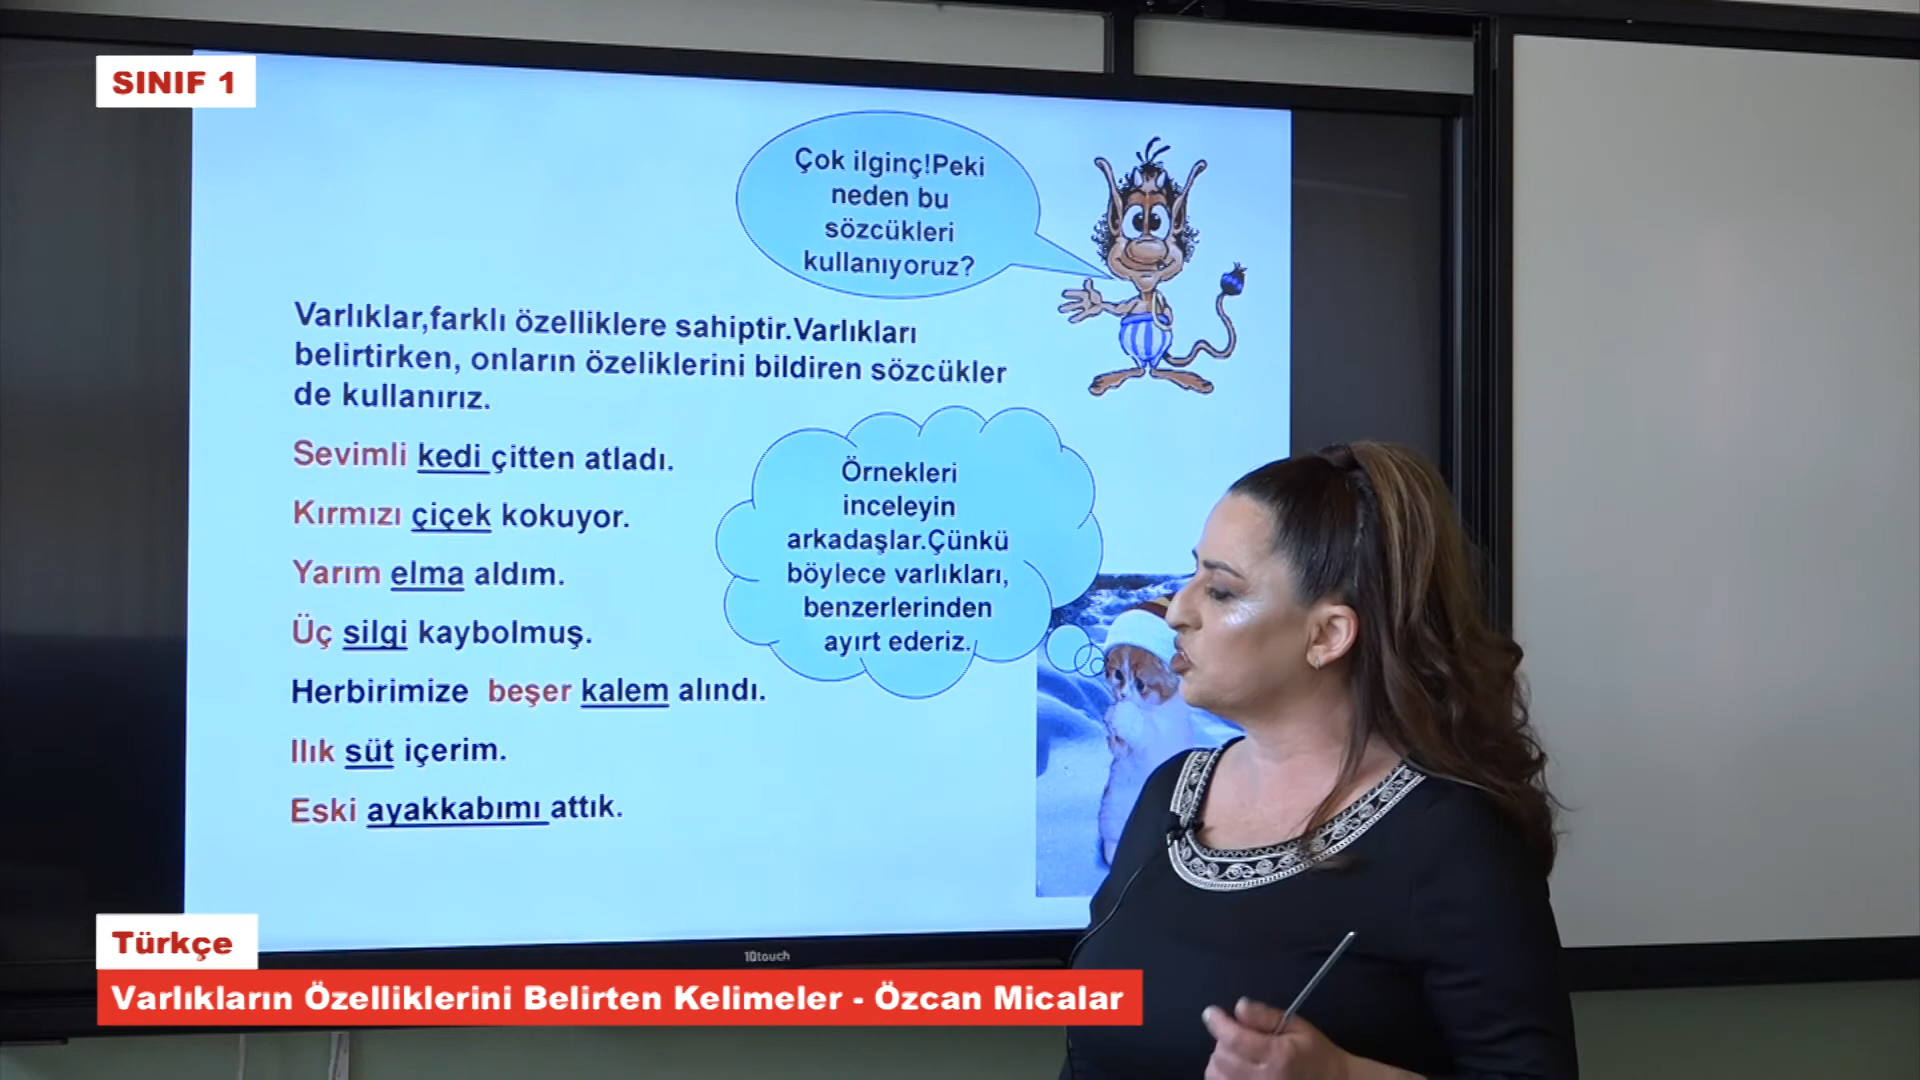 SINIF 1
Çok ilginç!Peki
neden bu
sözcükleri
kullanıyoruz?
Varlıklar,farklı özelliklere sahiptir.Varlıkları
belirtirken, onların özeliklerini bildiren sözcükler
de kullanırız.
Sevimli kedi çitten atladı.
Kırmızı çiçek kokuyor.
Yarım elma aldım.
Üç silgi kaybolmuş.
Herbirimize beşer kalem alındı.
Ilık süt içerim.
Eski ayakkabımı attık.
Örnekleri
inceleyin
arkadaşlar.Çünkü
böylece varlıkları,
benzerlerinden
ayırt ederiz.
10touch
Türkçe
Varlıkların Özelliklerini Belirten Kelimeler - Özcan Micalar